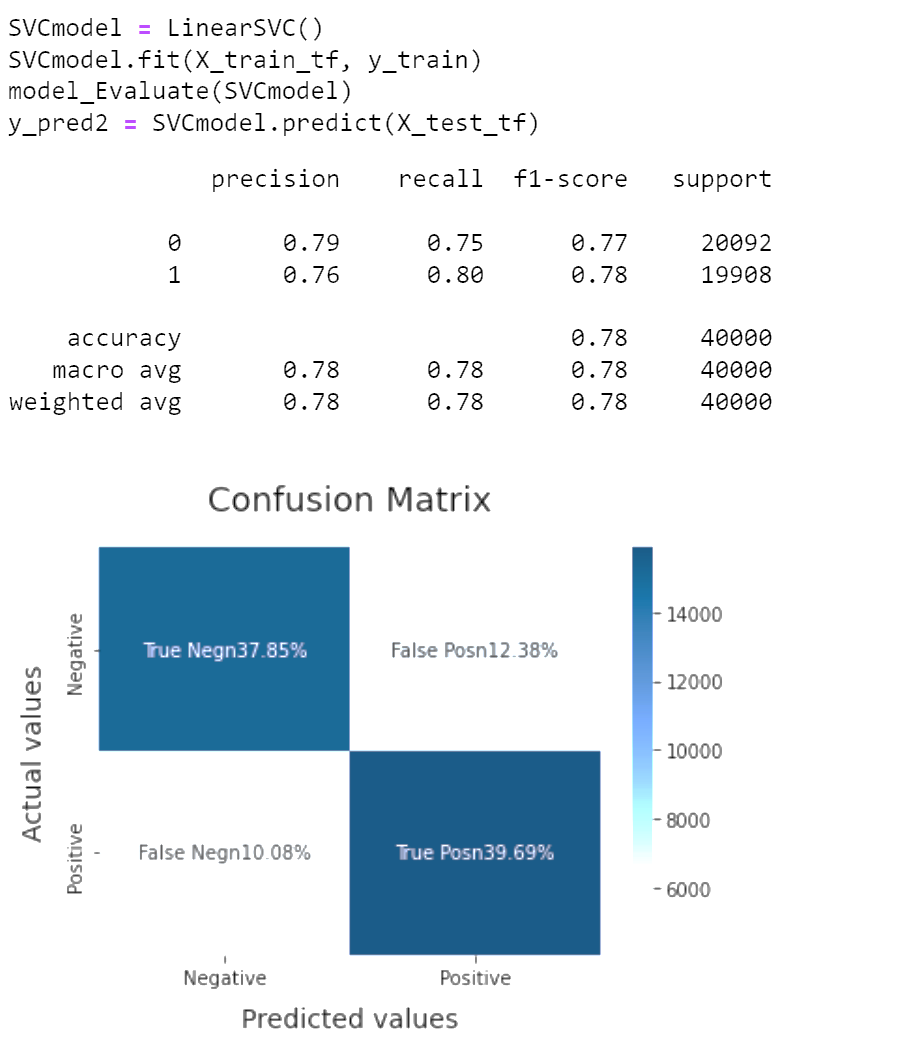 SVCmodel = LinearSVC()
SVCmodel.fit(X_train_tf, y_train)
model_Evaluate(SVCmodel)
y_pred2 = SVCmodel.predict(X_test_tf)
precision recall f1-score support
0 0.79 0.75 0.77 20092
1 0.76 0.80 0.78 19908
accuracy 0.78 40000
macro avg 0.78 0.78 0.78 40000
weighted avg 0.78 0.78 0.78 40000
Confusion Matrix
Actual values
Negative
Positive
True Negn37.85% False Posn12.38%
False Negn10.08% True Posn39.69%
14000
12000
10000
8000
6000
Negative Positive
Predicted values